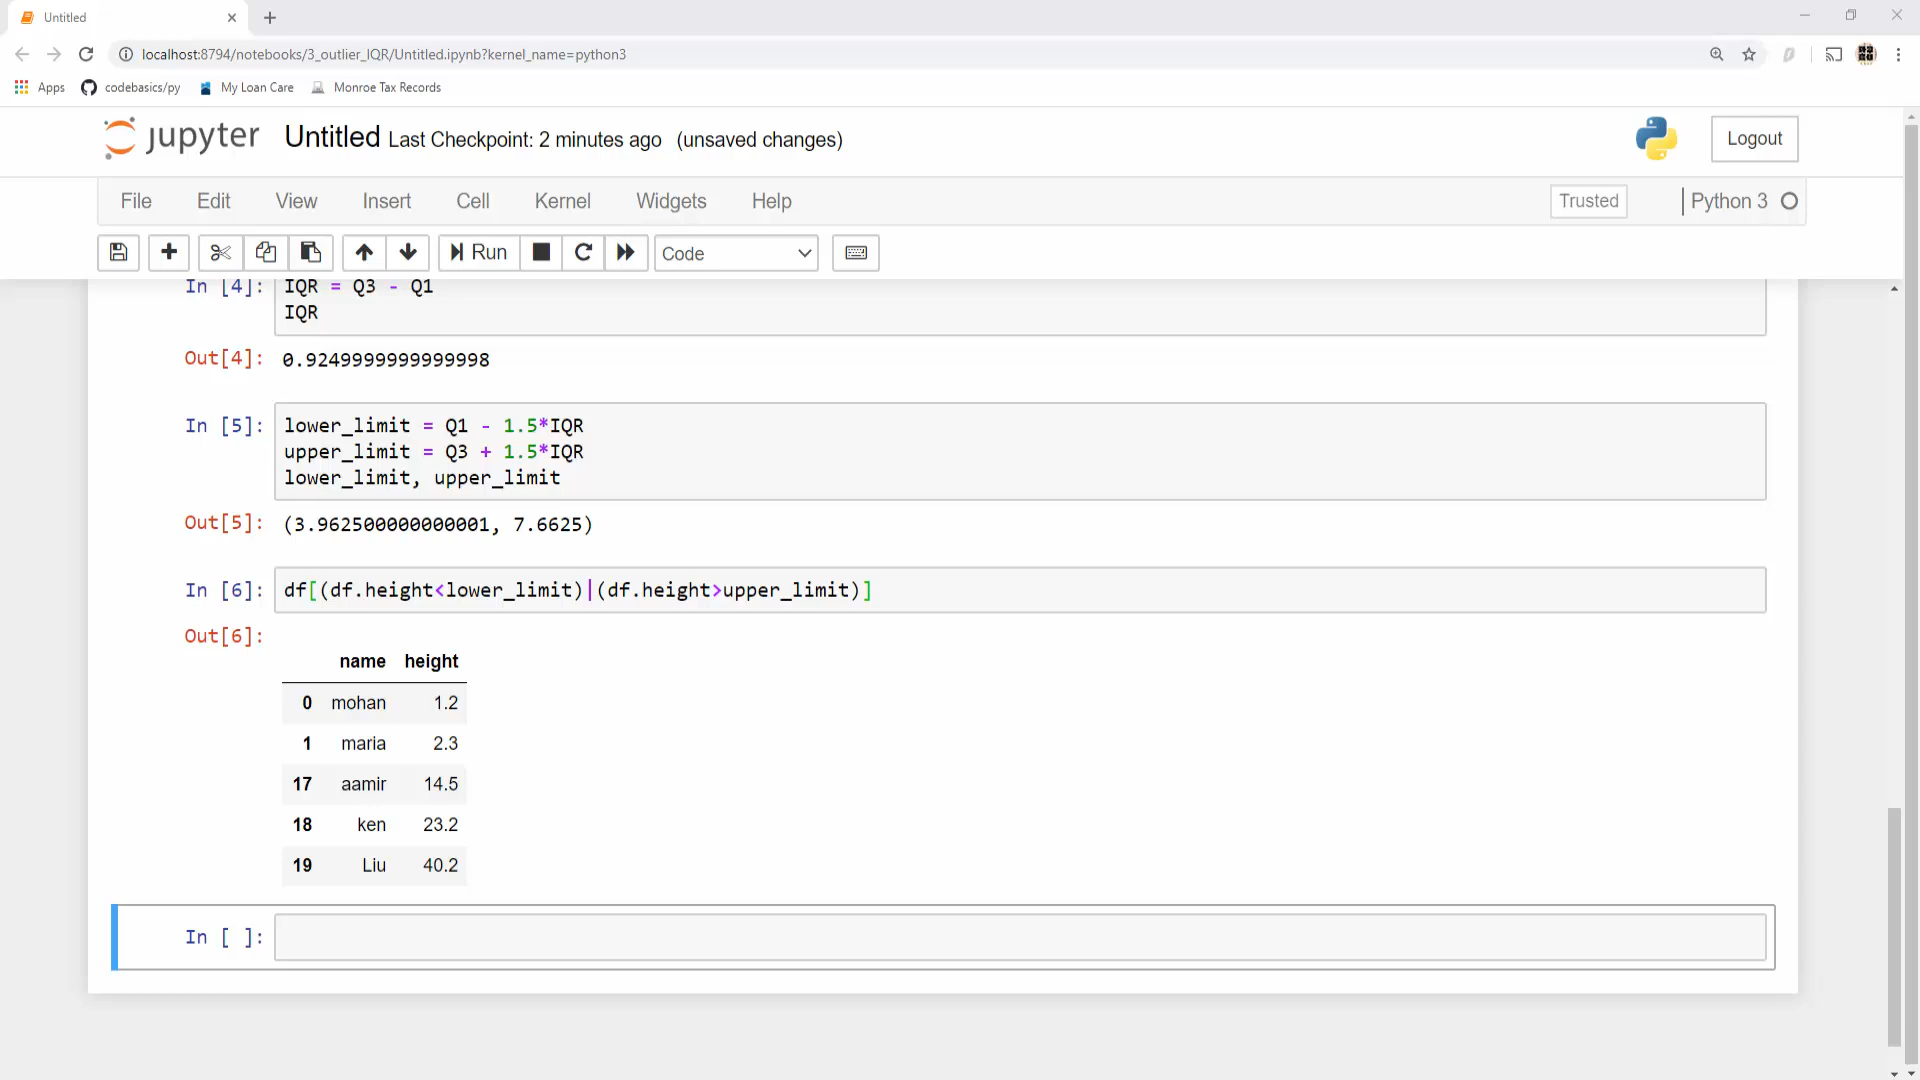 Untitled
localhost:8794/notebooks/3_outlier_IQR/Untitled.ipynb?kernel_name=python3
Apps codebasics/py My Loan Care Monroe Tax Records
jupyter Untitled Last Checkpoint: 2 minutes ago (unsaved changes) Logout
File Edit View Insert Cell Kernel Widgets Help Trusted Python 3
Run Code
In [4]: IQR = Q3 - Q1
IQR
Out[4]: 0.9249999999999998
In [5]: lower_limit = Q1 - 1.5*IQR
upper_limit = Q3 + 1.5*IQR
lower_limit, upper_limit
Out[5]: (3.962500000000001, 7.6625)
In [6]: df[(df.height<lower_limit)|(df.height>upper_limit)]
Out[6]:
name height
0 mohan 1.2
1 maria 2.3
17 aamir 14.5
18 ken 23.2
19 Liu 40.2
In [ ]: